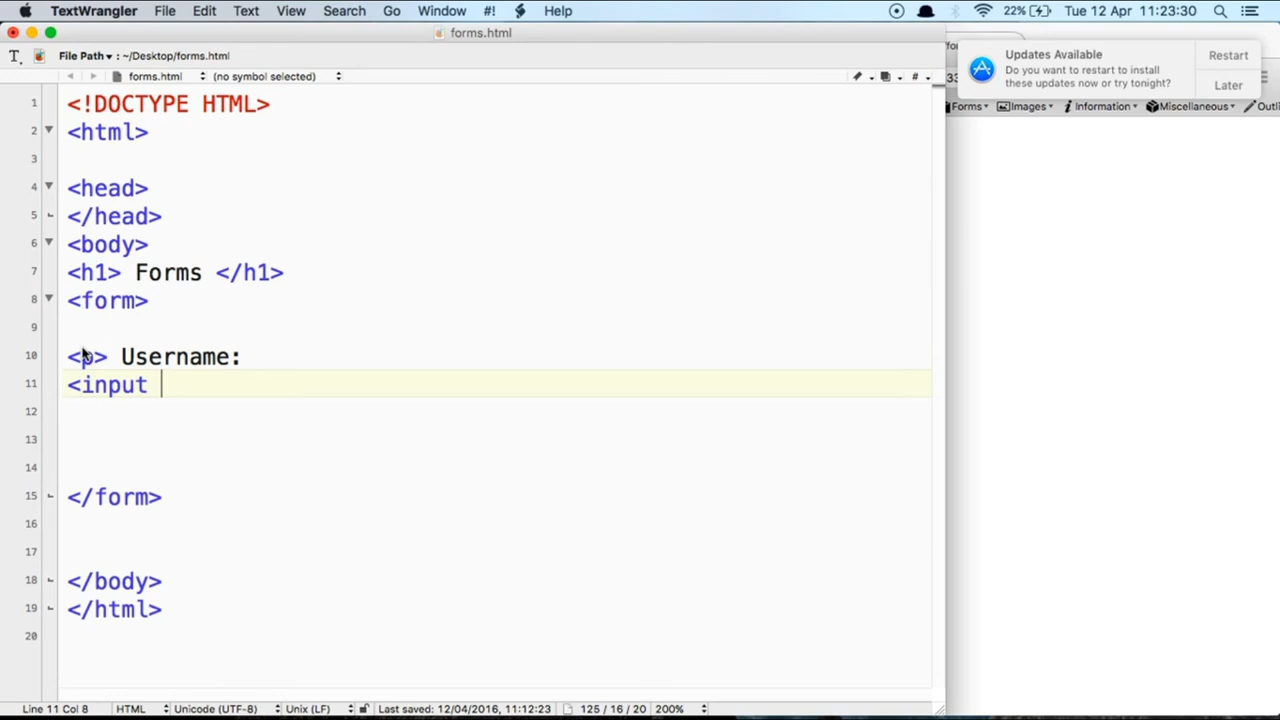 TextWrangler File Edit Text View Search Go Window #! Help 22% Tue 12 Apr 11:23:30
forms.html
File Path ▾ : ~/Desktop/forms.html
forms.html (no symbol selected)
Updates Available
Do you want to restart to install
these updates now or try tonight?
Restart
Later
Forms▾ Images▾ Information▾ Miscellaneous▾ Outli
1 <!DOCTYPE HTML>
2 <html>
3
4 <head>
5 </head>
6 <body>
7 <h1> Forms </h1>
8 <form>
9
10 <p> Username:
11 <input
12
13
14
15 </form>
16
17
18 </body>
19 </html>
20
Line 11 Col 8 HTML Unicode (UTF-8) Unix (LF) Last saved: 12/04/2016, 11:12:23 125 / 16 / 20 200%